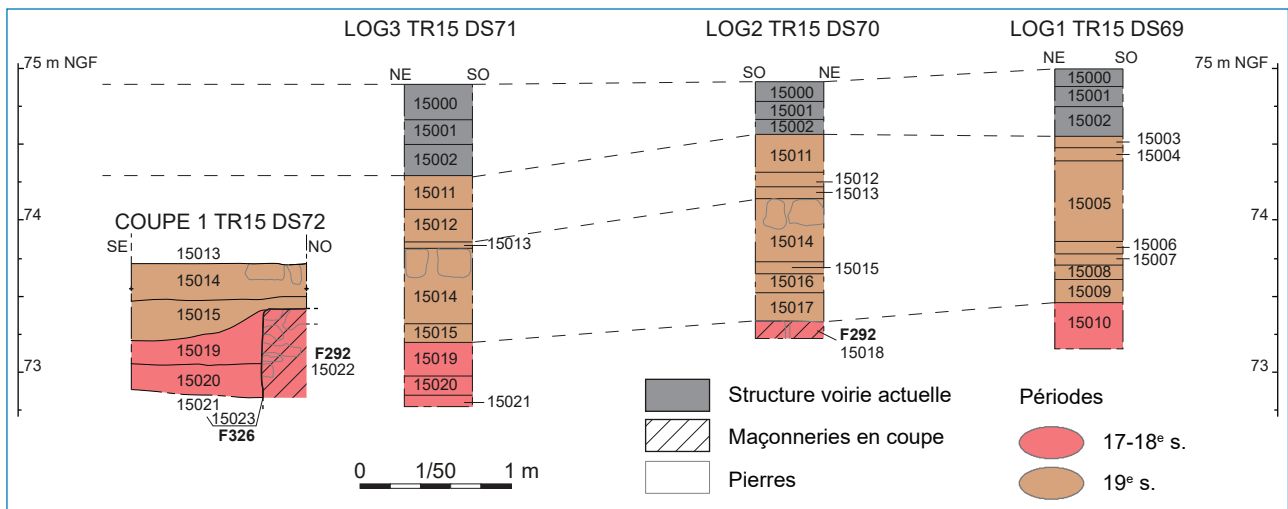 LOG3 TR15 DS71
LOG2 TR15 DS70
LOG1 TR15 DS69
75 m NGF
NE SO
SO NE
NE SO
75 m NGF
15000
15001
15002
15011
15012
15013
15014
15015
15019
15020
15021
15000
15001
15002
15011
15012
15013
15014
15015
15016
15017
F292
15018
15000
15001
15002
15003
15004
15005
15006
15007
15008
15009
15010
74
74
73
73
COUPE 1 TR15 DS72
SE NO
15013
15014
15015
15019
15020
15021
15023
F326
F292
15022
0 1/50 1 m
Structure voirie actuelle
Maçonneries en coupe
Pierres
Périodes
17-18e s.
19e s.